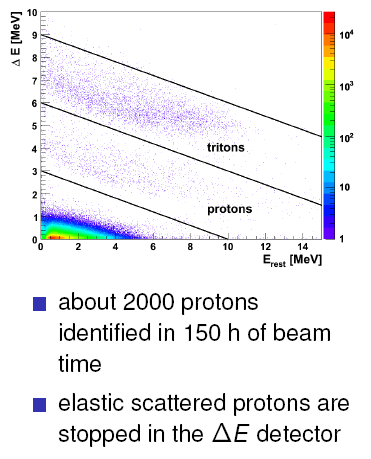 Δ E [MeV]
10
9
8
7
6
5
4
3
2
1
0
tritons
protons
0 2 4 6 8 10 12 14
E_rest [MeV]
10^4
10^3
10^2
10
1
about 2000 protons
identified in 150 h of beam
time
elastic scattered protons are
stopped in the ΔE detector